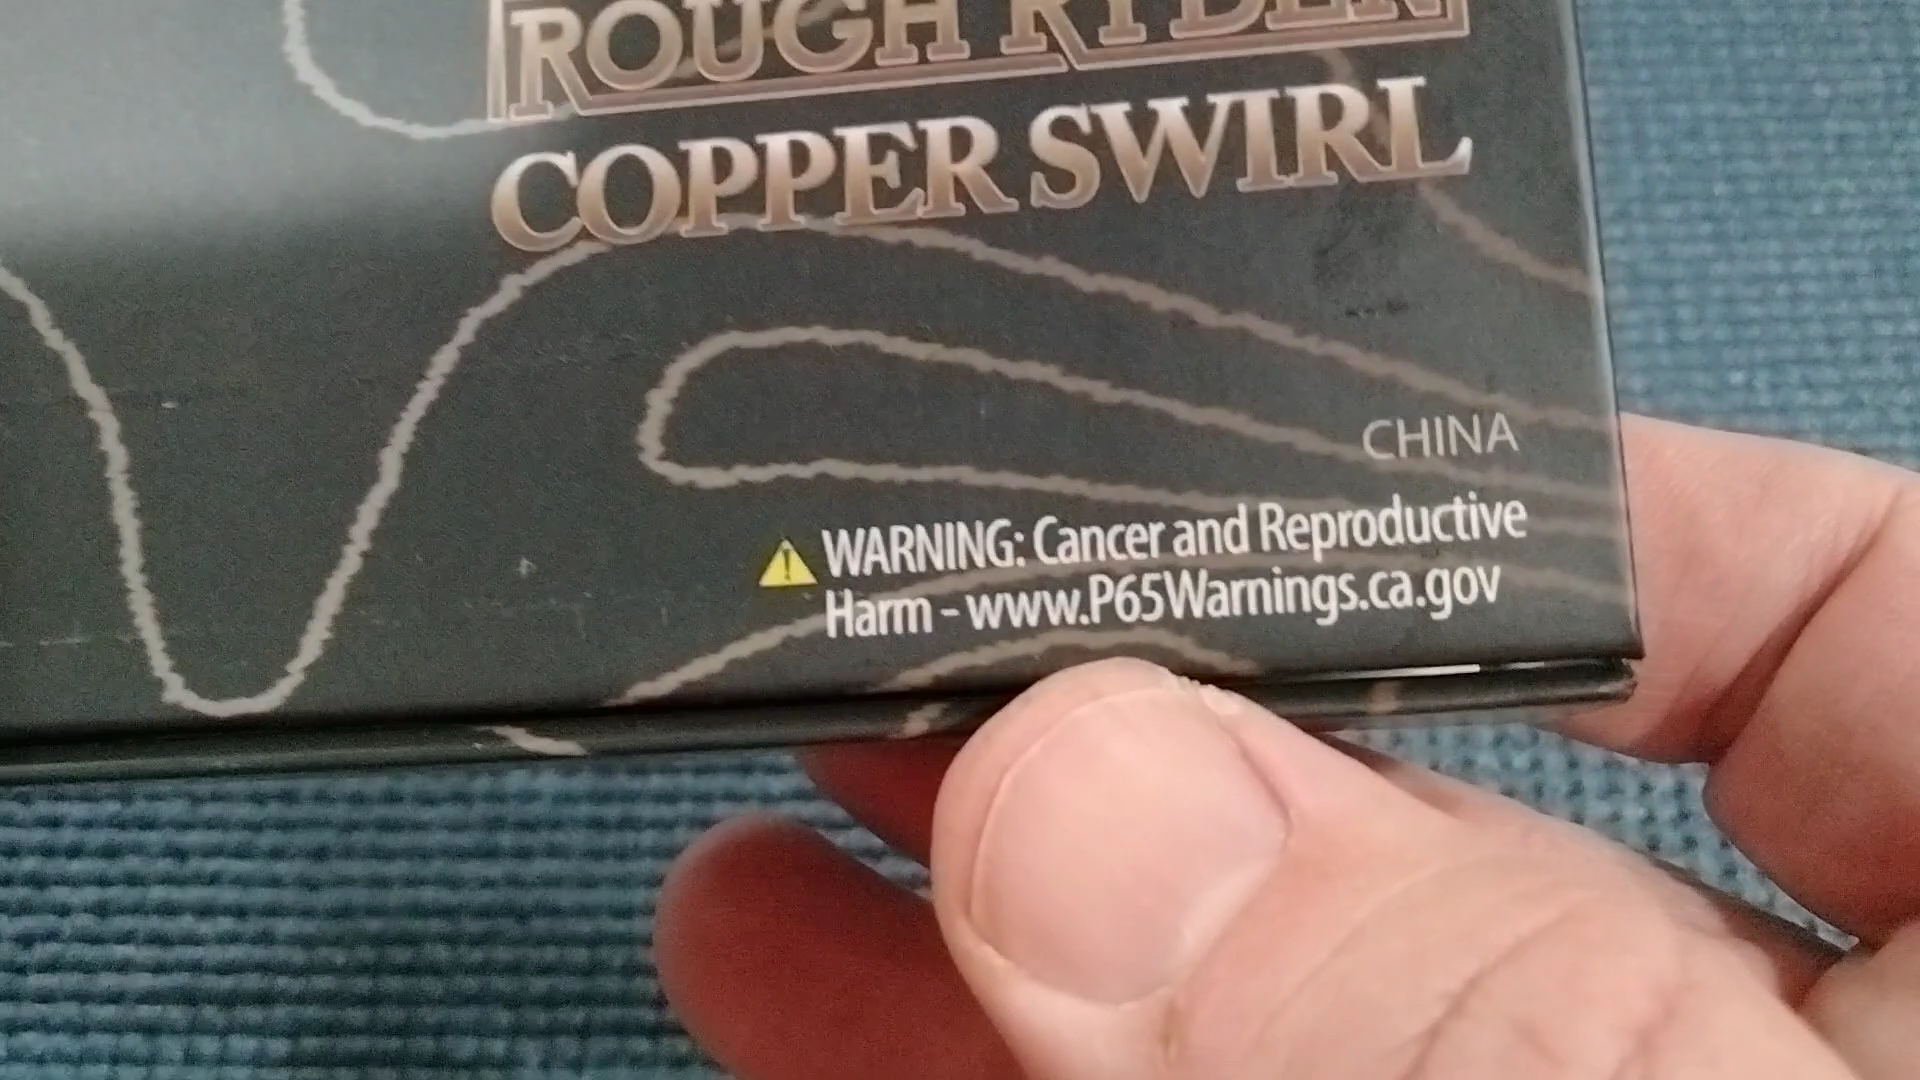 ROUGH RYDER
COPPER SWIRL
CHINA
WARNING: Cancer and Reproductive
Harm - www.P65Warnings.ca.gov